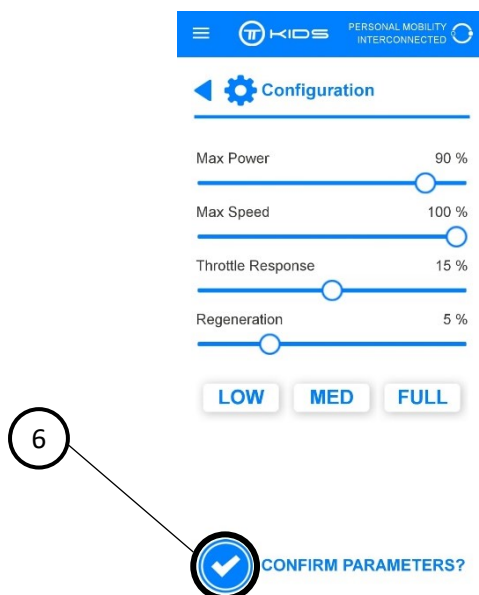 KIDS
PERSONAL MOBILITY
INTERCONNECTED
Configuration
Max Power 90 %
Max Speed 100 %
Throttle Response 15 %
Regeneration 5 %
LOW MED FULL
6
CONFIRM PARAMETERS?